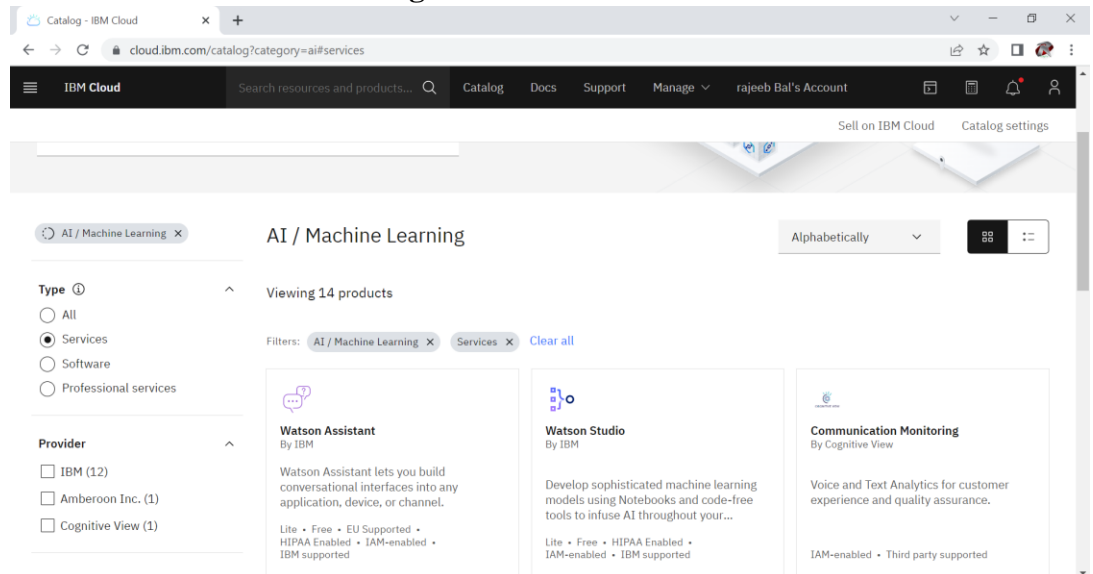 Catalog - IBM Cloud
cloud.ibm.com/catalog?category=ai#services
IBM Cloud
Search resources and products...
Catalog
Docs
Support
Manage
rajeeb Bal's Account
Sell on IBM Cloud
Catalog settings
AI / Machine Learning
AI / Machine Learning
Alphabetically
Type
Viewing 14 products
All
Services
Software
Professional services
Filters: AI / Machine Learning Services Clear all
Provider
IBM (12)
Amberoon Inc. (1)
Cognitive View (1)
Watson Assistant
By IBM
Watson Assistant lets you build
conversational interfaces into any
application, device, or channel.
Lite • Free • EU Supported •
HIPAA Enabled • IAM-enabled •
IBM supported
Watson Studio
By IBM
Develop sophisticated machine learning
models using Notebooks and code-free
tools to infuse AI throughout your...
Lite • Free • HIPAA Enabled •
IAM-enabled • IBM supported
Communication Monitoring
By Cognitive View
Voice and Text Analytics for customer
experience and quality assurance.
IAM-enabled • Third party supported